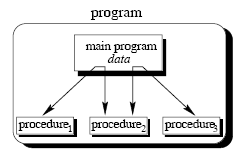 program
main program
data
procedure1 procedure2 procedure3